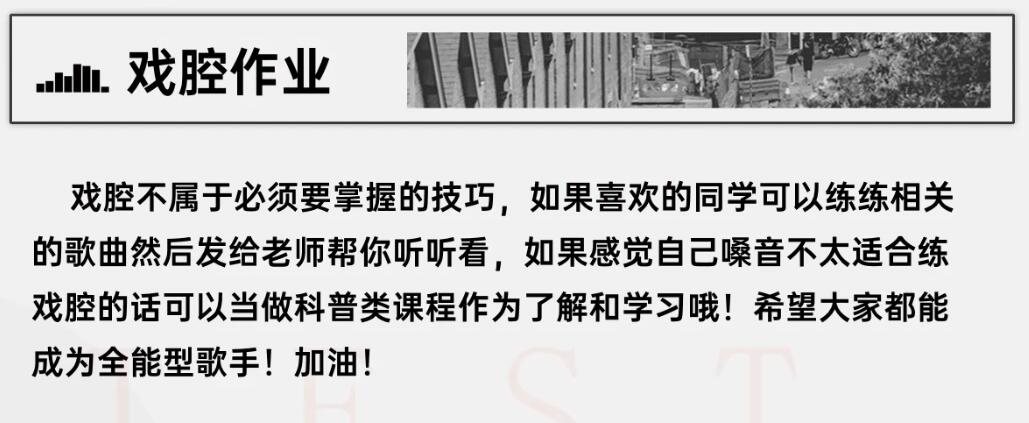 戏腔作业
戏腔不属于必须要掌握的技巧，如果喜欢的同学可以练练相关
的歌曲然后发给老师帮你听听看，如果感觉自己嗓音不太适合练
戏腔的话可以当做科普类课程作为了解和学习哦！希望大家都能
成为全能型歌手！加油！